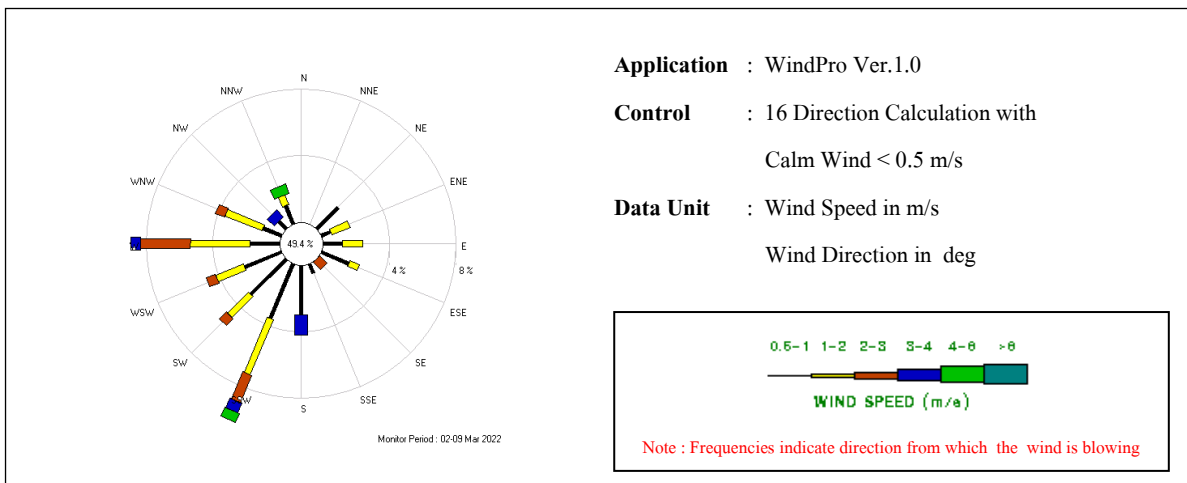 N
NNW
NNE
NW
NE
WNW
ENE
49.4 %
E
4 %
8 %
WSW
ESE
SW
SE
SSE
S
Monitor Period : 02-09 Mar 2022
Application : WindPro Ver.1.0
Control : 16 Direction Calculation with
Calm Wind < 0.5 m/s
Data Unit : Wind Speed in m/s
Wind Direction in deg
0.5-1 1-2 2-3 3-4 4-6 >6
WIND SPEED (m/s)
Note : Frequencies indicate direction from which the wind is blowing